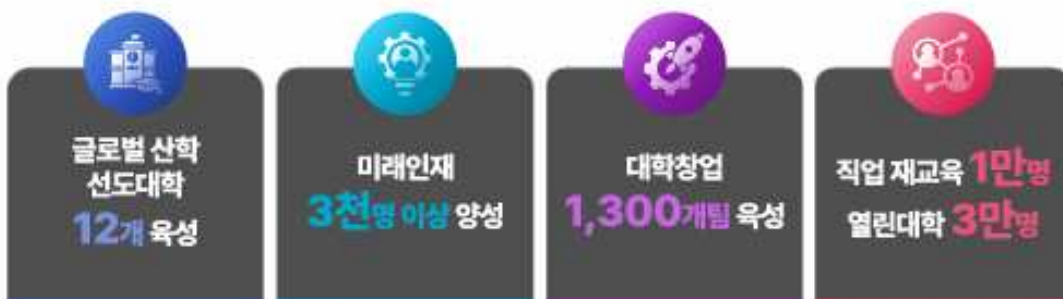 글로벌 산학
선도대학
12개 육성
미래인재
3천명 이상 양성
대학창업
1,300개팀 육성
직업 재교육 1만명
열린대학 3만명